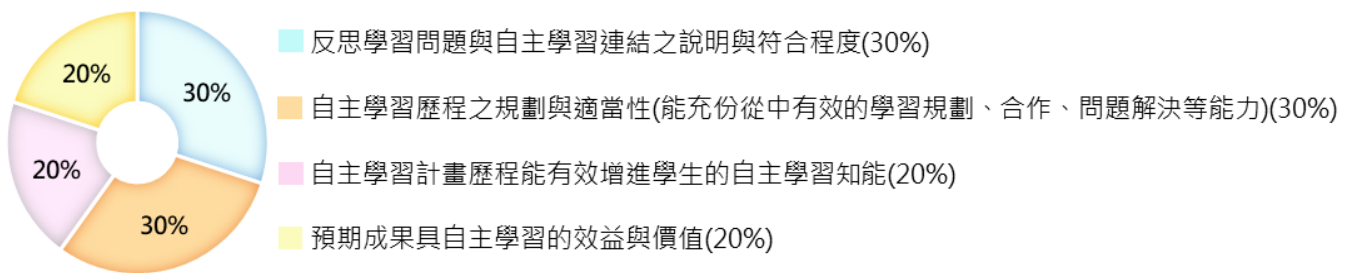 30%
30%
20%
20%
反思學習問題與自主學習連結之說明與符合程度(30%)
自主學習歷程之規劃與適當性(能充份從中有效的學習規劃、合作、問題解決等能力)(30%)
自主學習計畫歷程能有效增進學生的自主學習知能(20%)
預期成果具自主學習的效益與價值(20%)